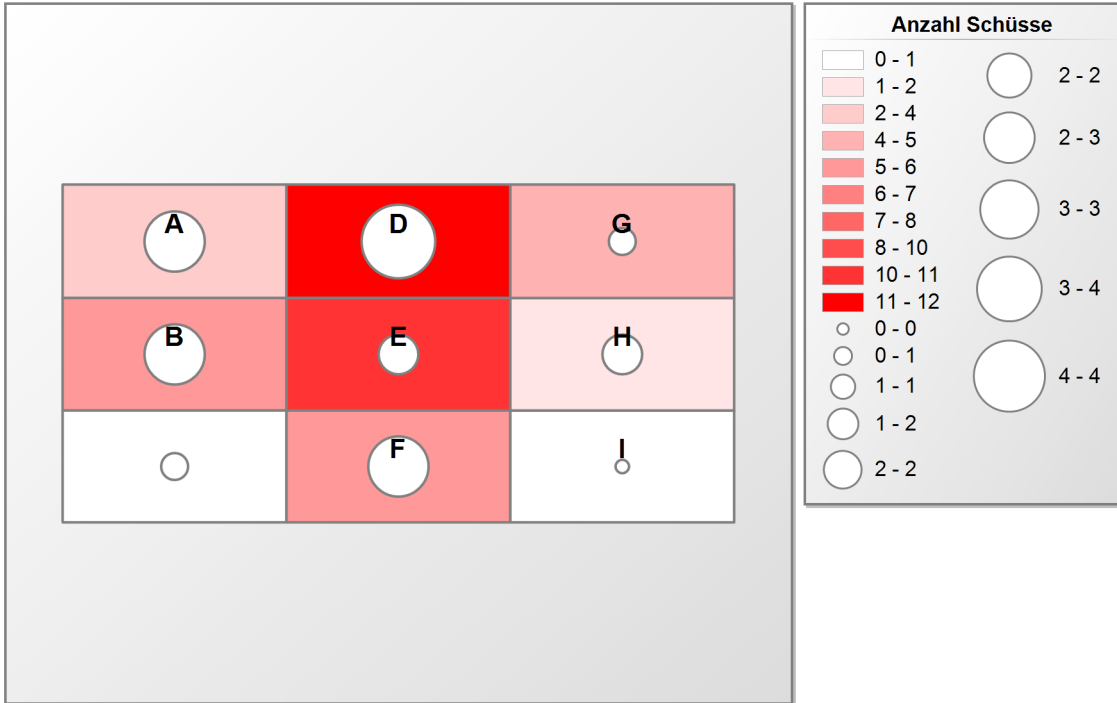 A D G
B E H
F I
Anzahl Schüsse
0 - 1
1 - 2
2 - 4
4 - 5
5 - 6
6 - 7
7 - 8
8 - 10
10 - 11
11 - 12
0 - 0
0 - 1
1 - 1
1 - 2
2 - 2
2 - 2
2 - 3
3 - 3
3 - 4
4 - 4